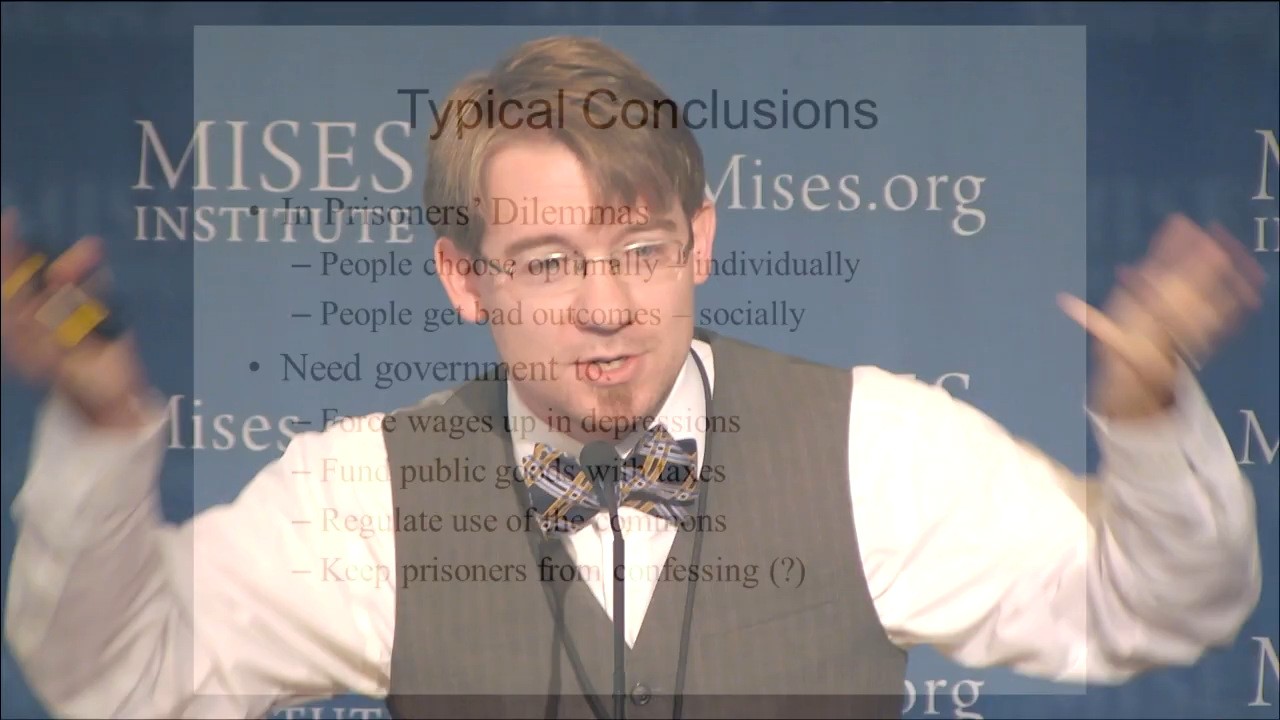 Typical Conclusions
MISES
INSTITUTE
Mises.org
• In Prisoners' Dilemmas
– People choose optimally – individually
– People get bad outcomes – socially
• Need government to:
– Force wages up in depressions
– Fund public goods with taxes
– Regulate use of the commons
– Keep prisoners from confessing (?)
Mises
org